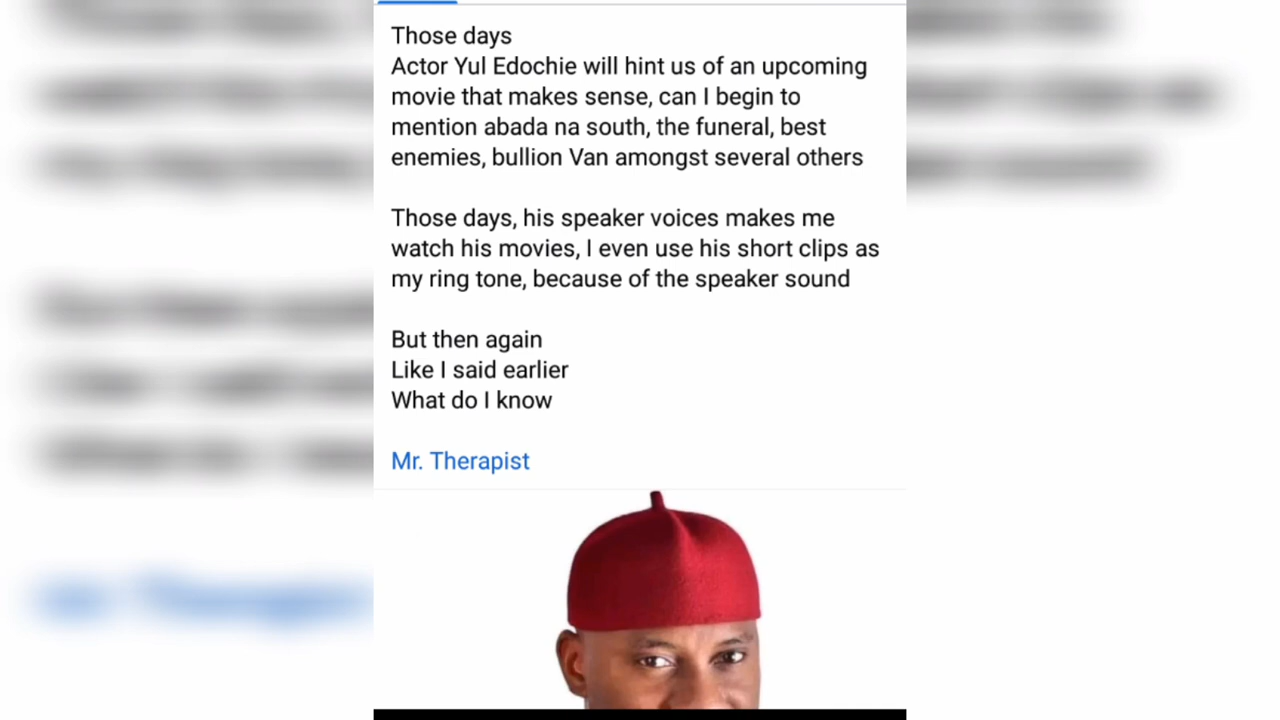 Those days
Actor Yul Edochie will hint us of an upcoming
movie that makes sense, can I begin to
mention abada na south, the funeral, best
enemies, bullion Van amongst several others
Those days, his speaker voices makes me
watch his movies, I even use his short clips as
my ring tone, because of the speaker sound
But then again
Like I said earlier
What do I know
Mr. Therapist